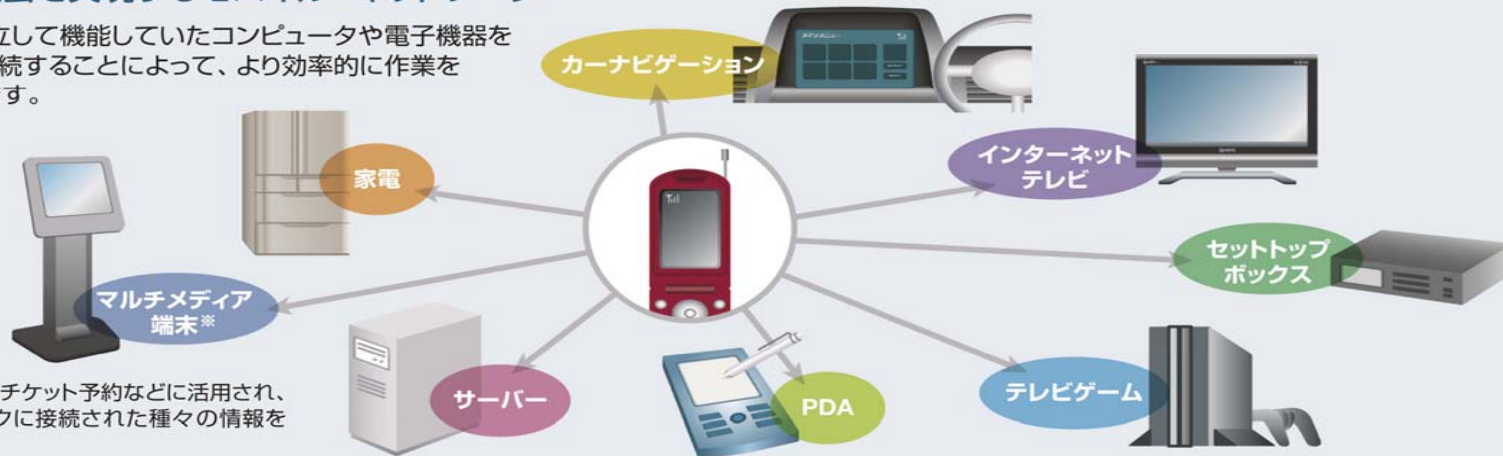 立して機能していたコンピュータや電子機器を
続することによって、より効率的に作業を
す。
カーナビゲーション
インターネット
テレビ
家電
セットトップ
ボックス
マルチメディア
端末※
チケット予約などに活用され、
クに接続された種々の情報を
サーバー
PDA
テレビゲーム